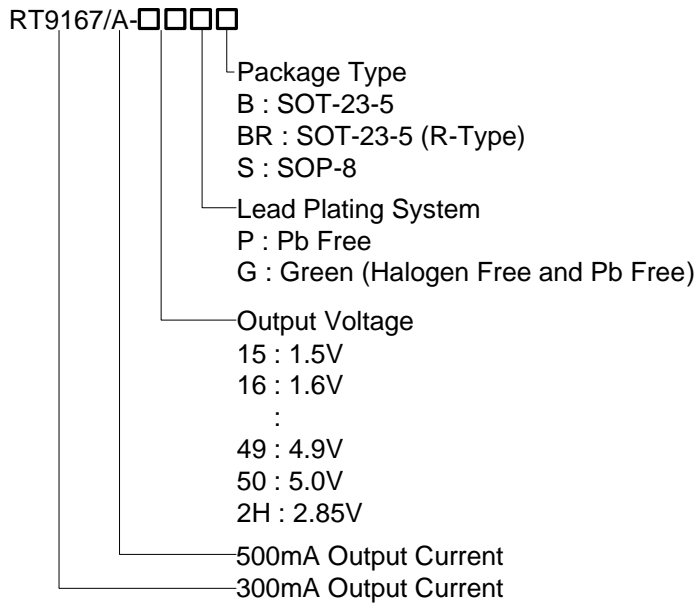 RT9167/A-□□□□
Package Type
B : SOT-23-5
BR : SOT-23-5 (R-Type)
S : SOP-8
Lead Plating System
P : Pb Free
G : Green (Halogen Free and Pb Free)
Output Voltage
15 : 1.5V
16 : 1.6V
:
49 : 4.9V
50 : 5.0V
2H : 2.85V
500mA Output Current
300mA Output Current